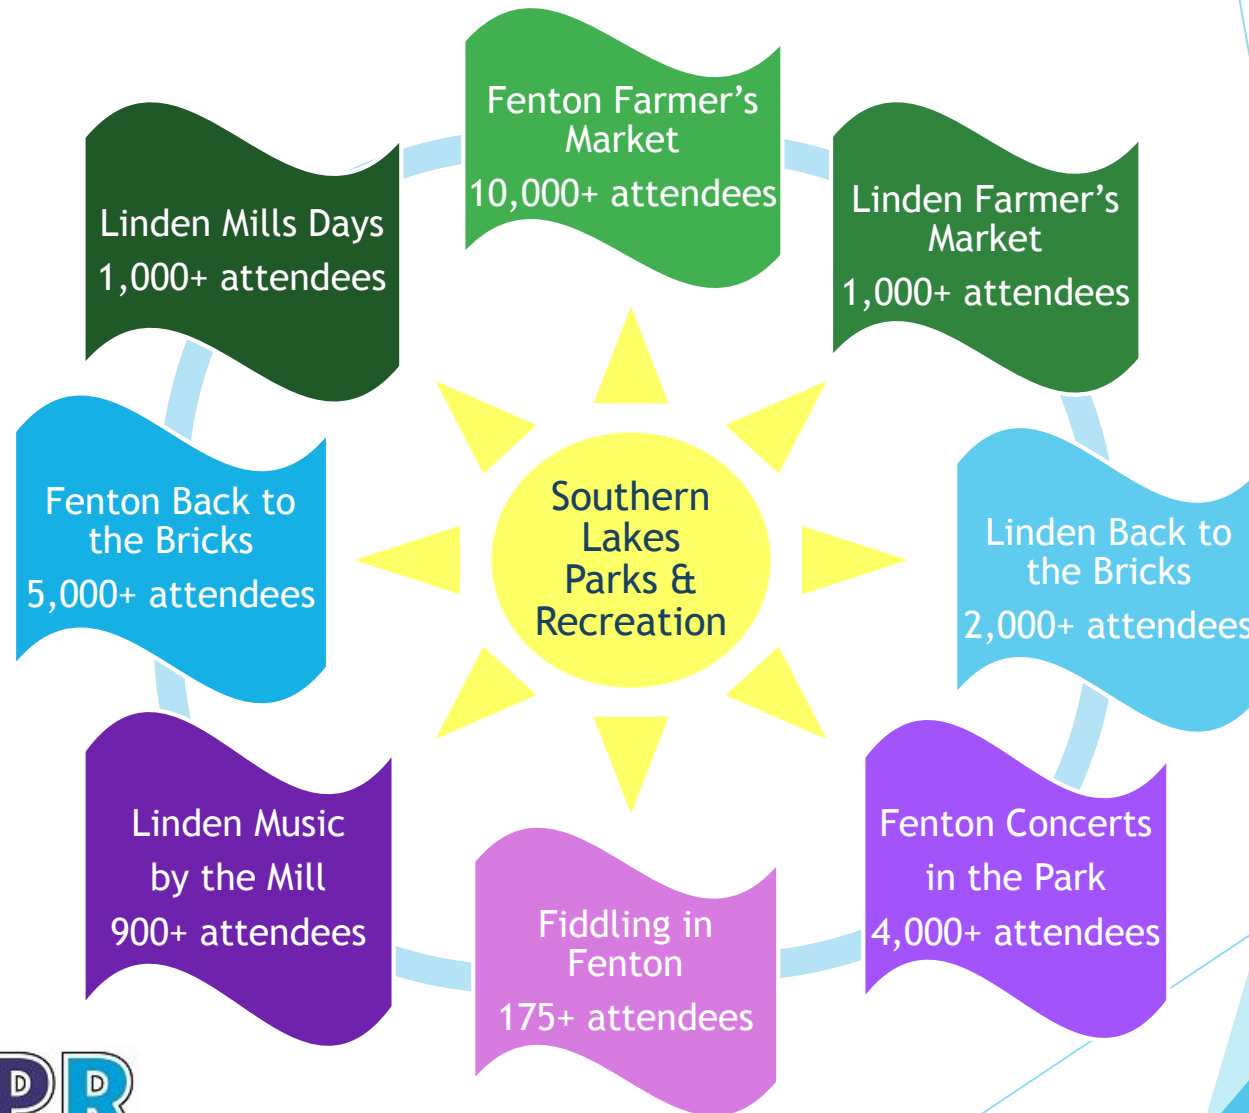 Fenton Farmer’s
Market
10,000+ attendees
Linden Farmer’s
Market
1,000+ attendees
Linden Back to
the Bricks
2,000+ attendees
Fenton Concerts
in the Park
4,000+ attendees
Fiddling in
Fenton
175+ attendees
Linden Music
by the Mill
900+ attendees
Fenton Back to
the Bricks
5,000+ attendees
Linden Mills Days
1,000+ attendees
Southern
Lakes
Parks &
Recreation
PR